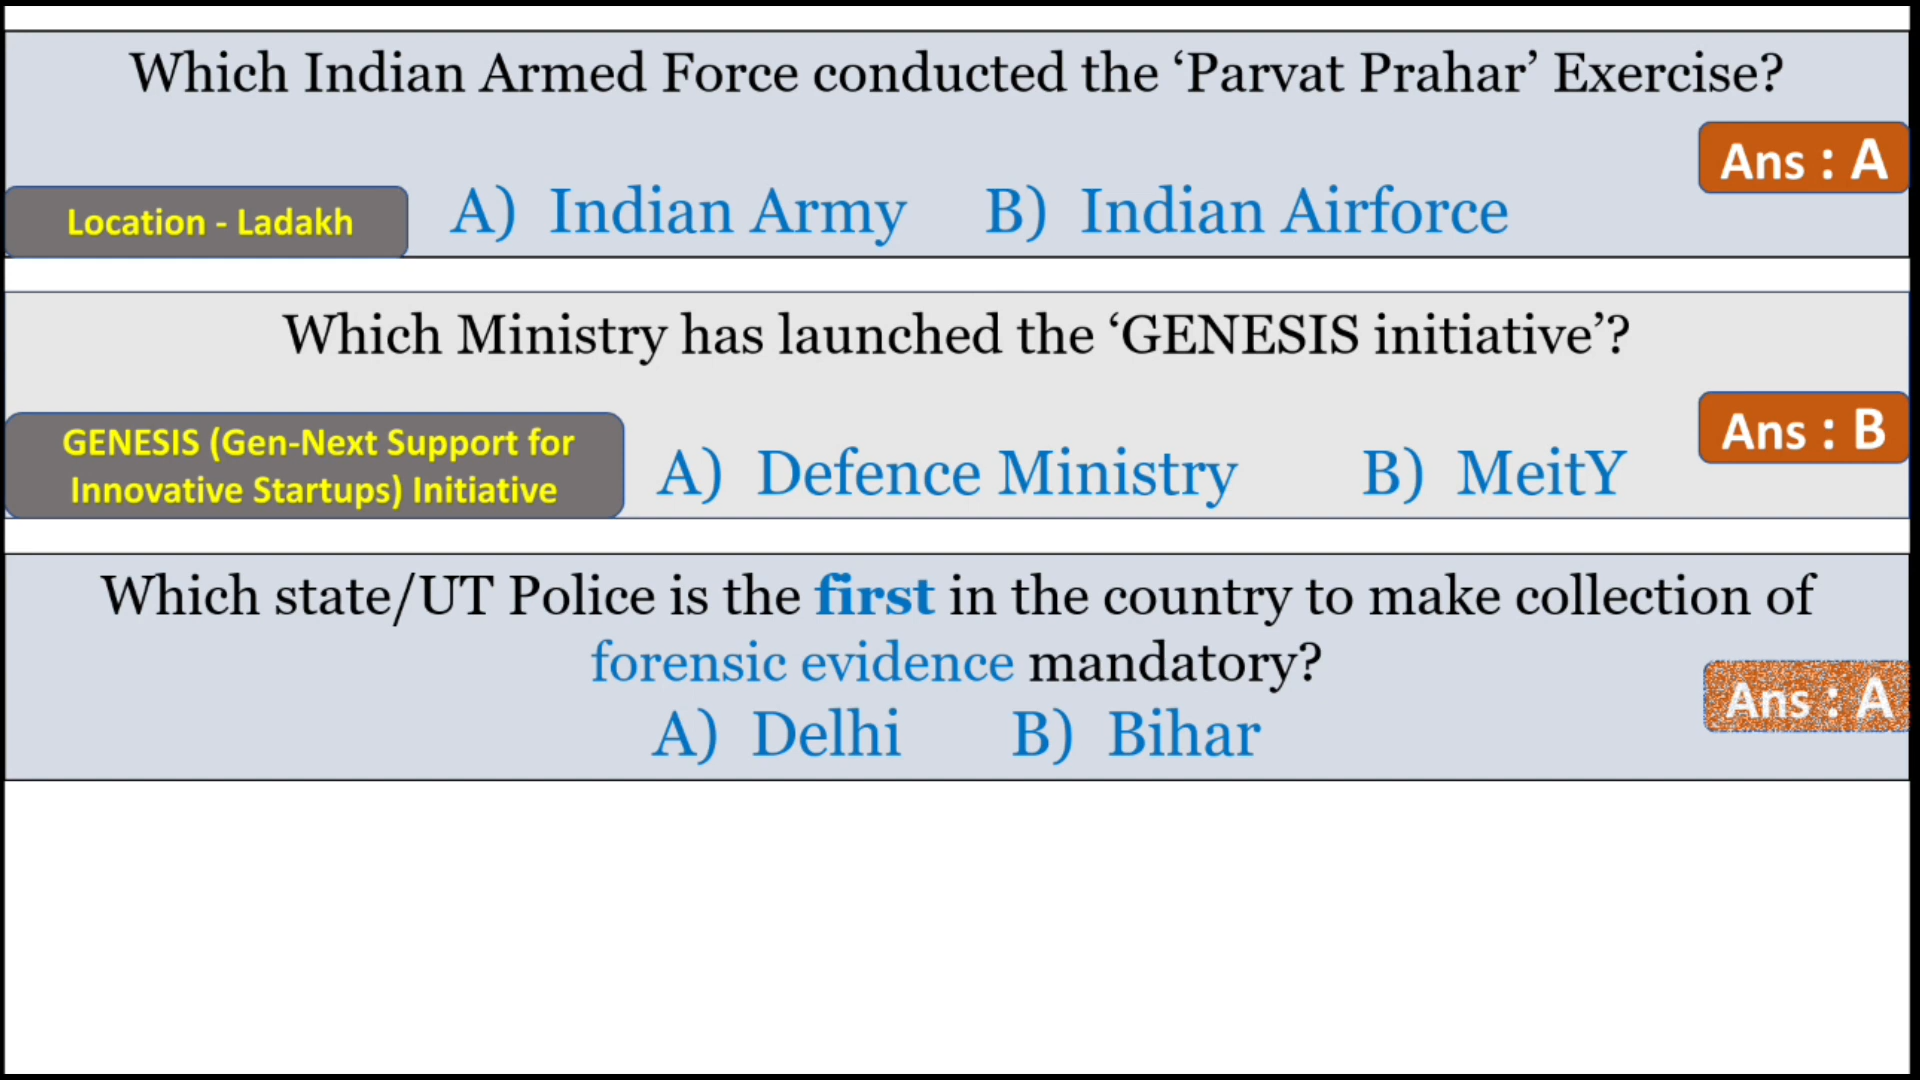 Which Indian Armed Force conducted the ‘Parvat Prahar’ Exercise?
Ans : A
Location - Ladakh
A) Indian Army B) Indian Airforce
Which Ministry has launched the ‘GENESIS initiative’?
Ans : B
GENESIS (Gen-Next Support for
Innovative Startups) Initiative
A) Defence Ministry B) MeitY
Which state/UT Police is the first in the country to make collection of
forensic evidence mandatory?
Ans : A
A) Delhi B) Bihar